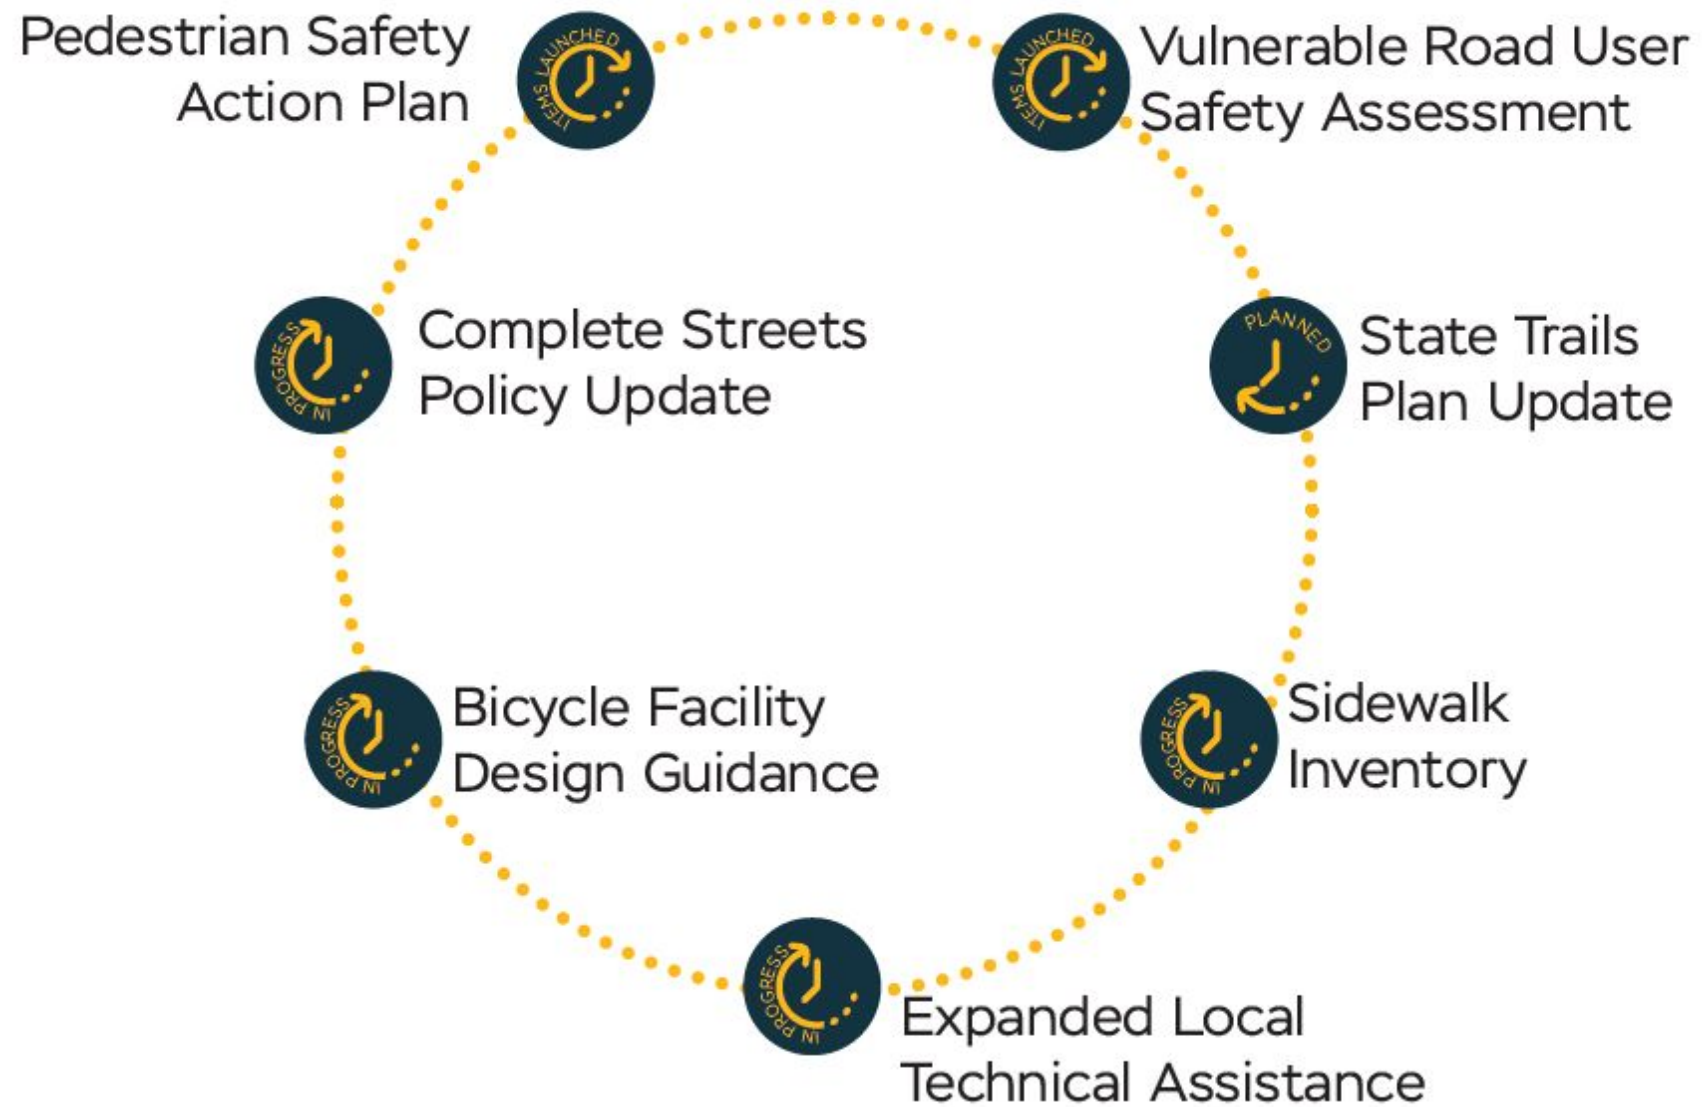 Pedestrian Safety
Action Plan
ITEMS LAUNCHED
ITEMS LAUNCHED
Vulnerable Road User
Safety Assessment
IN PROGRESS
Complete Streets
Policy Update
PLANNED
State Trails
Plan Update
IN PROGRESS
Bicycle Facility
Design Guidance
IN PROGRESS
Sidewalk
Inventory
IN PROGRESS
Expanded Local
Technical Assistance